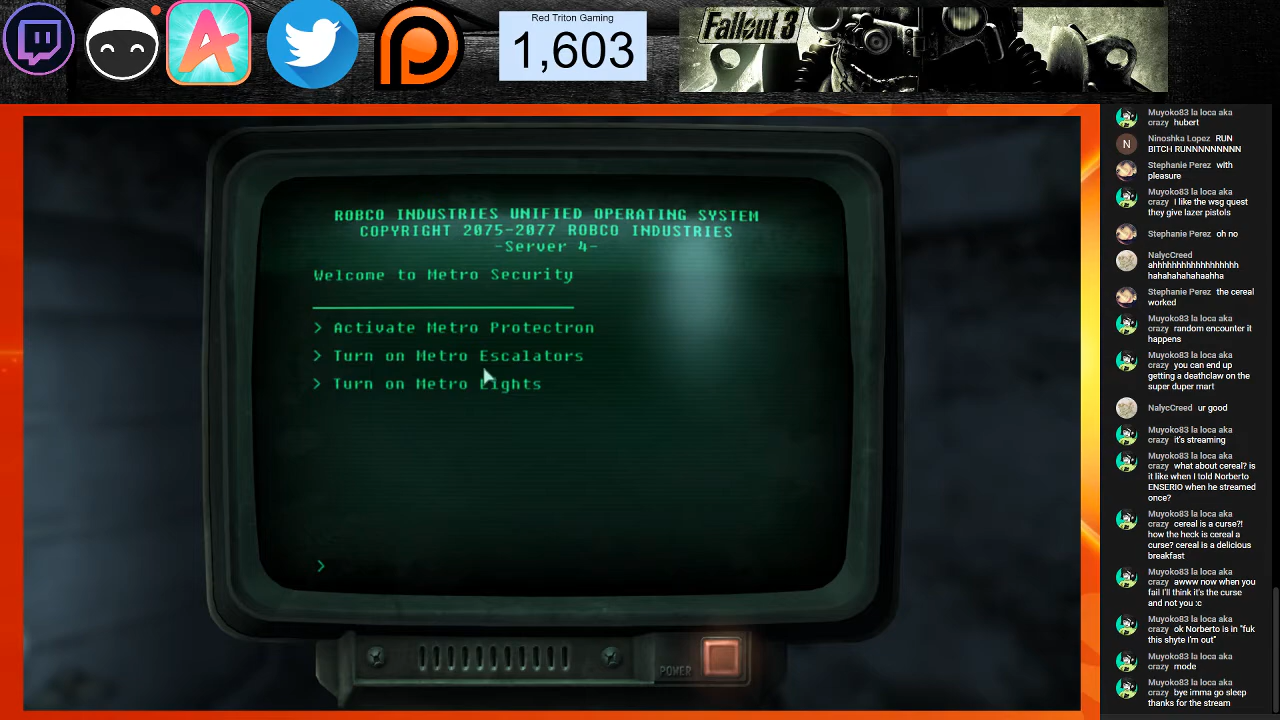 Red Triton Gaming
1,603
Fallout 3
ROBCO INDUSTRIES UNIFIED OPERATING SYSTEM
COPYRIGHT 2075-2077 ROBCO INDUSTRIES
-Server 4-
Welcome to Metro Security
> Activate Metro Protectron
> Turn on Metro Escalators
> Turn on Metro Lights
>
POWER
Muyoko83 la loca aka
crazy hubert
N
Ninoshka Lopez RUN
BITCH RUNNNNNNNNN
Stephanie Perez with
pleasure
Muyoko83 la loca aka
crazy I like the wsg quest
they give lazer pistols
Stephanie Perez oh no
NalycCreed
ahhhhhhhhhhhhhhhh
hahahahahahaahha
Stephanie Perez the cereal
worked
Muyoko83 la loca aka
crazy random encounter it
happens
Muyoko83 la loca aka
crazy you can end up
getting a deathclaw on the
super duper mart
NalycCreed ur good
Muyoko83 la loca aka
crazy it's streaming
Muyoko83 la loca aka
crazy what about cereal? is
it like when I told Norberto
ENSERIO when he streamed
once?
Muyoko83 la loca aka
crazy cereal is a curse?!
how the heck is cereal a
curse? cereal is a delicious
breakfast
Muyoko83 la loca aka
crazy awww now when you
fail I'll think it's the curse
and not you :c
Muyoko83 la loca aka
crazy ok Norberto is in "fuk
this shyte I'm out"
Muyoko83 la loca aka
crazy mode
Muyoko83 la loca aka
crazy bye imma go sleep
thanks for the stream